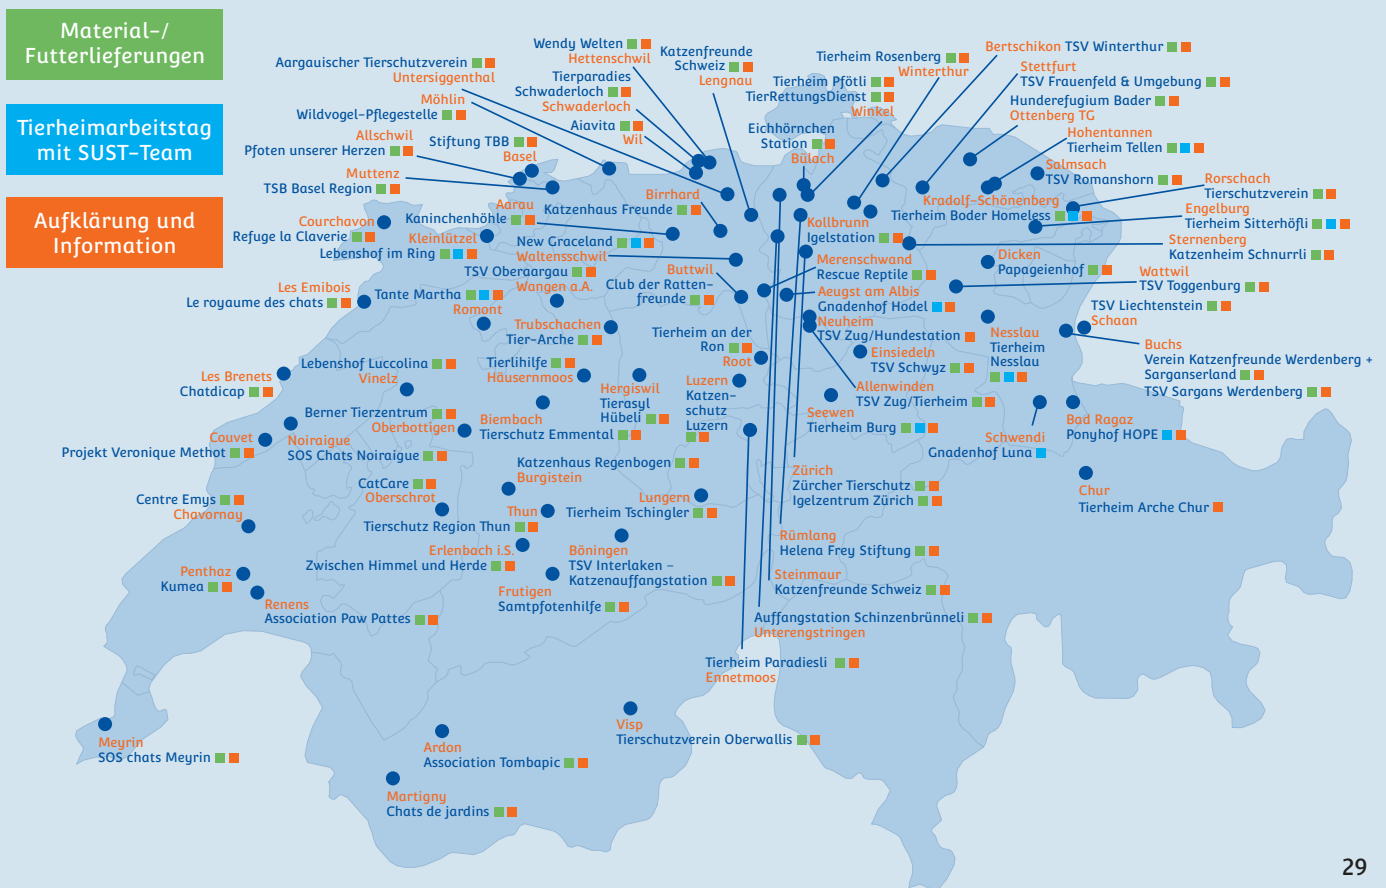 Material-/
Futterlieferungen
Tierheimarbeitstag
mit SUST-Team
Aufklärung und
Information
Wendy Welten
Hettenschwil
Katzenfreunde
Schweiz
Lengnau
Aargauischer Tierschutzverein
Untersiggenthal
Tierparadies
Schwaderloch
Schwaderloch
Möhlin
Wildvogel-Pflegestelle
Aiavita
Wil
Allschwil
Pfoten unserer Herzen
Stiftung TBB
Basel
Muttenz
TSB Basel Region
Tierheim Rosenberg
Winterthur
Tierheim Pfötli
TierRettungsDienst
Winkel
Eichhörnchen
Station
Bülach
Bertschikon TSV Winterthur
Stettfurt
TSV Frauenfeld & Umgebung
Hunderefugium Bader
Ottenberg TG
Hohentannen
Tierheim Tellen
Salmsach
TSV Romanshorn
Rorschach
Tierschutzverein
Kradolf-Schönenberg
Tierheim Boder Homeless
Engelburg
Tierheim Sitterhöfli
Sternenberg
Katzenheim Schnurrli
Birrhard
Katzenhaus Freunde
Aarau
Kaninchenhöhle
Courchavon
Refuge la Claverie
Kleinlützel
Lebenshof im Ring
New Graceland
Waltensschwil
TSV Oberaargau
Wangen a.A.
Buttwil
Club der Ratten-
freunde
Kollbrunn
Igelstation
Merenschwand
Rescue Reptile
Aeugst am Albis
Gnadenhof Hodel
Neuheim
TSV Zug/Hundestation
Dicken
Papageienhof
Wattwil
TSV Toggenburg
TSV Liechtenstein
Schaan
Les Emibois
Le royaume des chats
Tante Martha
Romont
Trubschachen
Tier-Arche
Tierheim an der
Ron
Root
Einsiedeln
TSV Schwyz
Nesslau
Tierheim
Nesslau
Buchs
Verein Katzenfreunde Werdenberg +
Sarganserland
TSV Sargans Werdenberg
Lebenshof Luccolina
Vinelz
Tierlihilfe
Häusernmoos
Les Brenets
Chatdicap
Hergiswil
Tierasyl
Hübeli
Luzern
Katzen-
schutz
Luzern
Allenwinden
TSV Zug/Tierheim
Seewen
Tierheim Burg
Berner Tierzentrum
Oberbottigen
Biembach
Tierschutz Emmental
Schwendi
Gnadenhof Luna
Bad Ragaz
Ponyhof HOPE
Couvet
Projekt Veronique Methot
Noiraigue
SOS Chats Noiraigue
Katzenhaus Regenbogen
Burgistein
Zürich
Zürcher Tierschutz
Igelzentrum Zürich
Chur
Tierheim Arche Chur
CatCare
Oberschrot
Centre Emys
Chavornay
Lungern
Tierheim Tschingler
Thun
Tierschutz Region Thun
Rümlang
Helena Frey Stiftung
Erlenbach i.S.
Zwischen Himmel und Herde
Böningen
TSV Interlaken –
Katzenauffangstation
Steinmaur
Katzenfreunde Schweiz
Penthaz
Kumea
Frutigen
Samtpfotenhilfe
Renens
Association Paw Pattes
Auffangstation Schinzenbrünneli
Unterengstringen
Tierheim Paradiesli
Ennetmoos
Visp
Tierschutzverein Oberwallis
Meyrin
SOS chats Meyrin
Ardon
Association Tombapic
Martigny
Chats de jardins
29